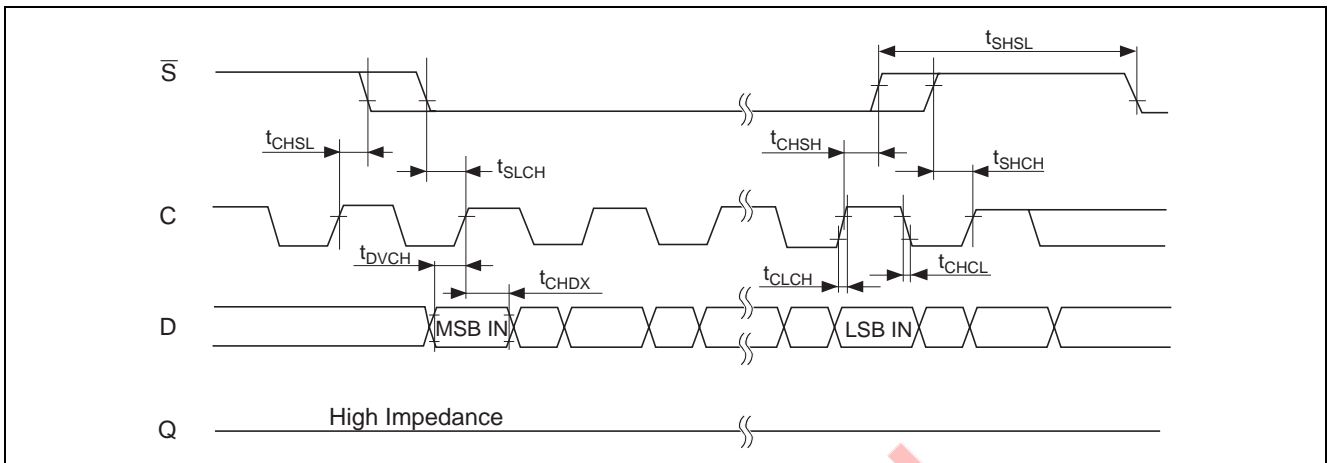 S̅
tSHSL
tCHSL
tSLCH
tCHSH
tSHCH
C
tDVCH
tCHDX
tCLCH
tCHCL
D
MSB IN
LSB IN
Q
High Impedance